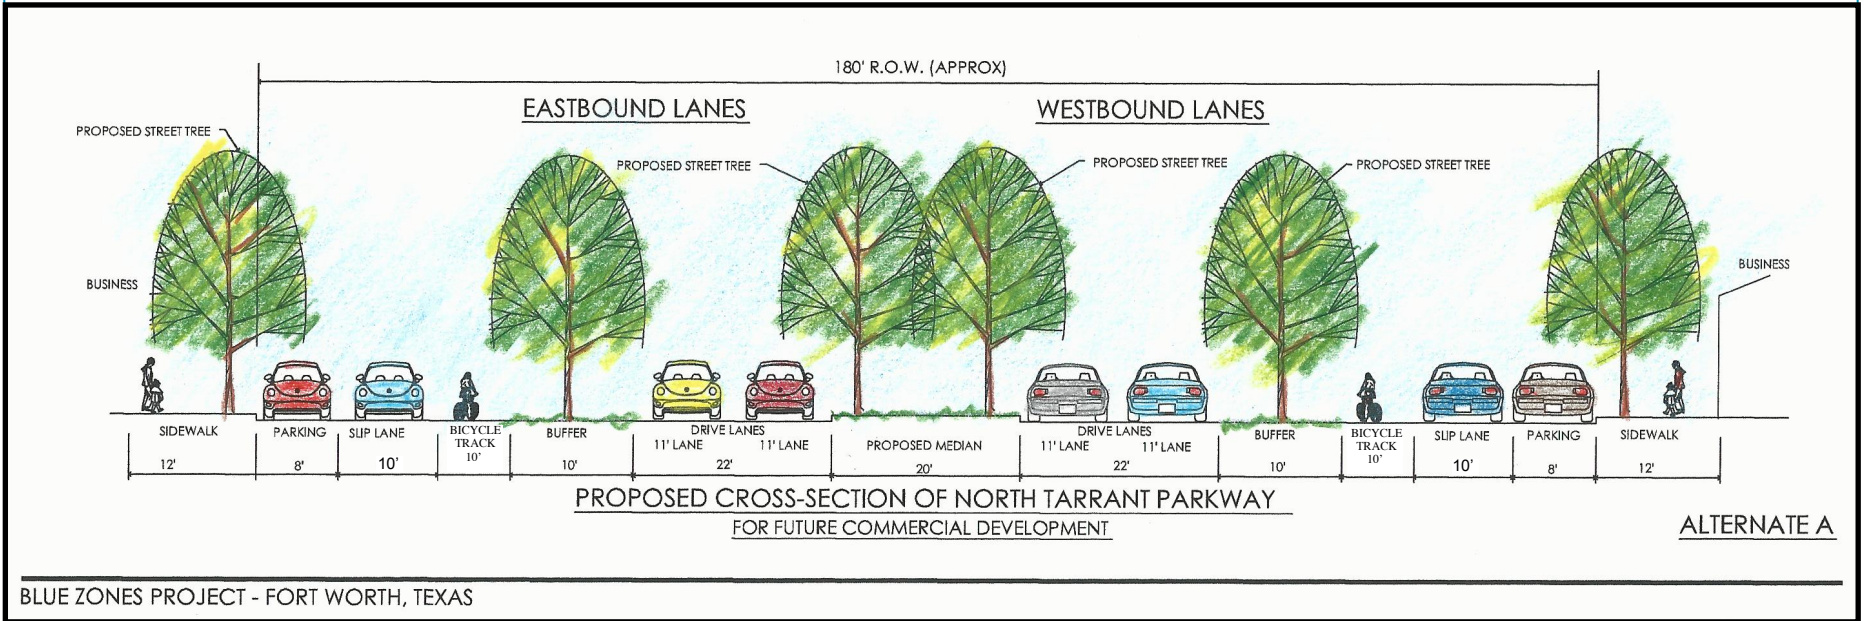 180' R.O.W. (APPROX)
EASTBOUND LANES
WESTBOUND LANES
PROPOSED STREET TREE
PROPOSED STREET TREE
PROPOSED STREET TREE
PROPOSED STREET TREE
BUSINESS
BUSINESS
SIDEWALK
12'
PARKING
8'
SLIP LANE
10'
BICYCLE
TRACK
10'
BUFFER
10'
DRIVE LANES
11' LANE
11' LANE
22'
PROPOSED MEDIAN
20'
DRIVE LANES
11' LANE
11' LANE
22'
BUFFER
10'
BICYCLE
TRACK
10'
SLIP LANE
10'
PARKING
8'
SIDEWALK
12'
PROPOSED CROSS-SECTION OF NORTH TARRANT PARKWAY
FOR FUTURE COMMERCIAL DEVELOPMENT
ALTERNATE A
BLUE ZONES PROJECT - FORT WORTH, TEXAS